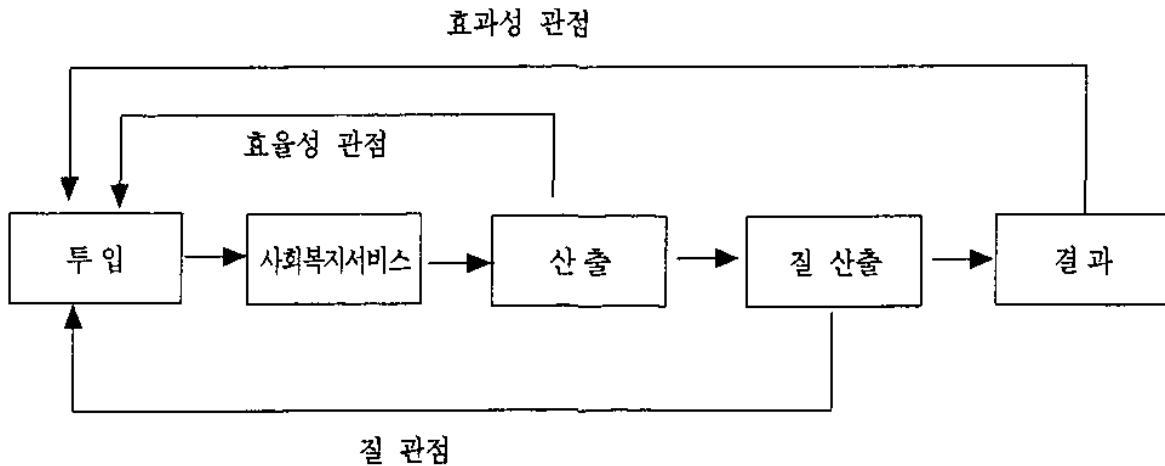 효과성 관점
효율성 관점
투입
사회복지서비스
산출
질 산출
결과
질 관점